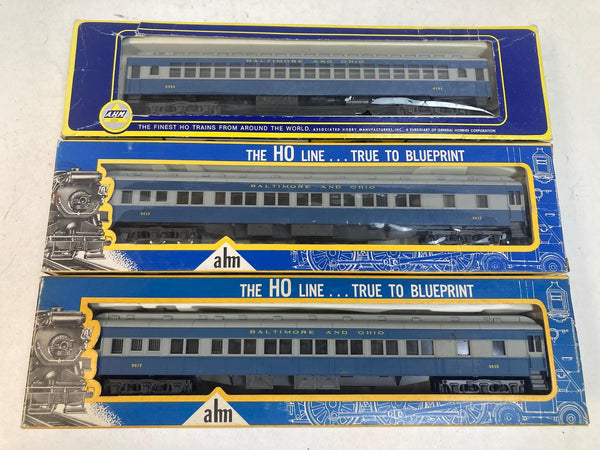 BALTIMORE AND OHIO
AHM
THE FINEST HO TRAINS FROM AROUND THE WORLD. ASSOCIATED HOBBY MANUFACTURERS, INC., A SUBSIDIARY OF GENERAL HOBBIES CORPORATION
THE HO LINE ... TRUE TO BLUEPRINT
BALTIMORE AND OHIO
ahm
THE HO LINE ... TRUE TO BLUEPRINT
BALTIMORE AND OHIO
ahm